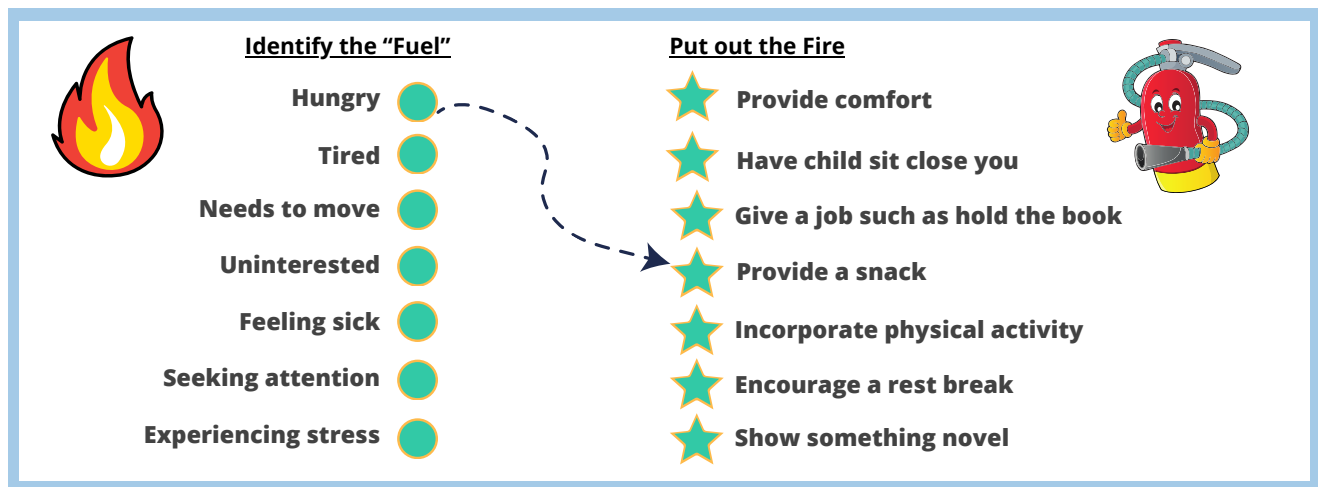 Identify the “Fuel”
Hungry
Tired
Needs to move
Uninterested
Feeling sick
Seeking attention
Experiencing stress
Put out the Fire
Provide comfort
Have child sit close you
Give a job such as hold the book
Provide a snack
Incorporate physical activity
Encourage a rest break
Show something novel